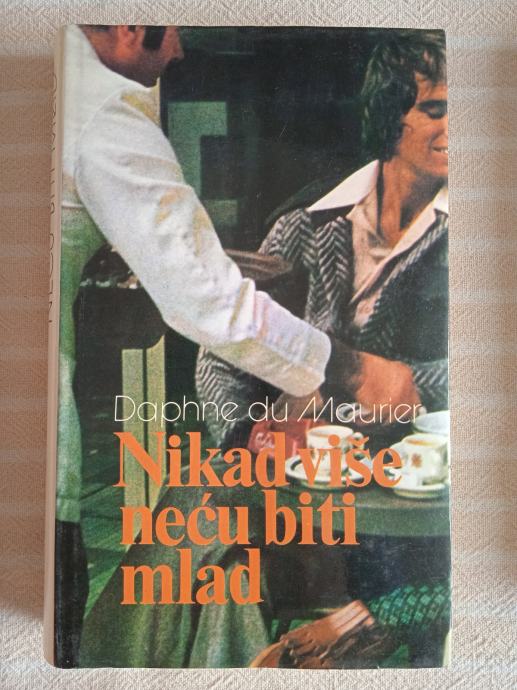 Daphne du Maurier
Nikad više
neću biti
mlad